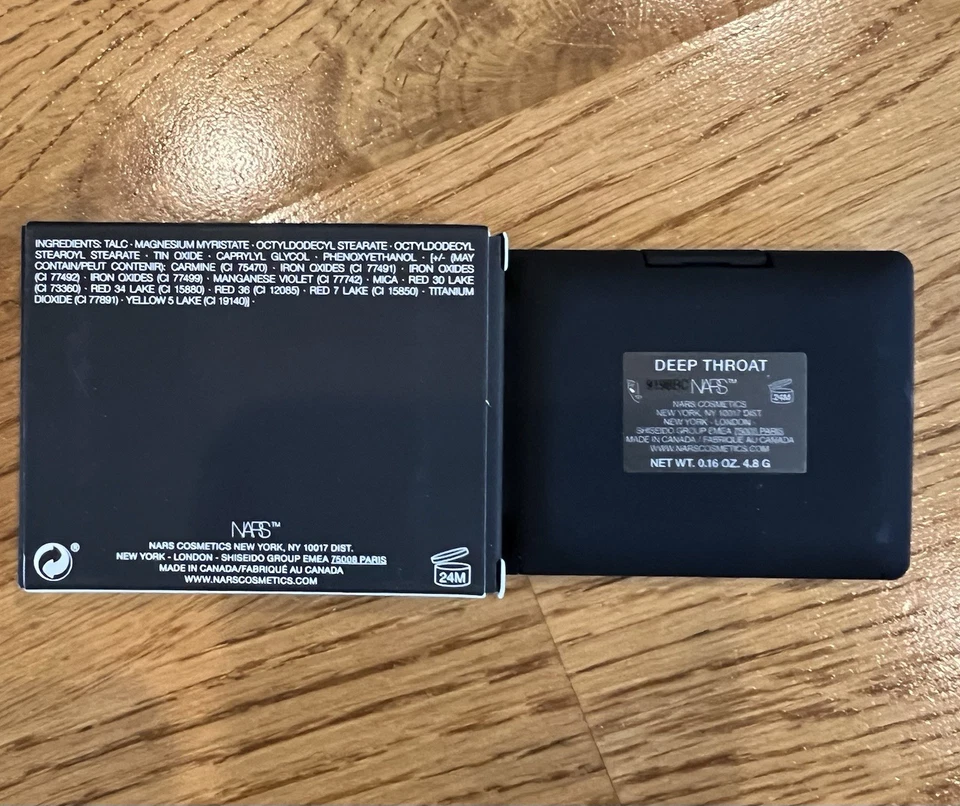 INGREDIENTS: TALC · MAGNESIUM MYRISTATE · OCTYLDODECYL STEARATE · OCTYLDODECYL
STEAROYL STEARATE · TIN OXIDE · CAPRYLYL GLYCOL · PHENOXYETHANOL · [+/- (MAY
CONTAIN/PEUT CONTENIR): CARMINE (CI 75470) · IRON OXIDES (CI 77491) · IRON OXIDES
(CI 77492) · IRON OXIDES (CI 77499) · MANGANESE VIOLET (CI 77742) · MICA · RED 30 LAKE
(CI 73360) · RED 34 LAKE (CI 15880) · RED 36 (CI 12085) · RED 7 LAKE (CI 15850) · TITANIUM
DIOXIDE (CI 77891) · YELLOW 5 LAKE (CI 19140)] ·
NARS™
NARS COSMETICS NEW YORK, NY 10017 DIST.
NEW YORK - LONDON - SHISEIDO GROUP EMEA 75008 PARIS
MADE IN CANADA/FABRIQUÉ AU CANADA
WWW.NARSCOSMETICS.COM
®
24M
DEEP THROAT
NARS™
24M
NARS COSMETICS
NEW YORK, NY 10017 DIST.
NEW YORK - LONDON -
SHISEIDO GROUP EMEA 75008 PARIS
MADE IN CANADA / FABRIQUÉ AU CANADA
WWW.NARSCOSMETICS.COM
NET WT. 0.16 OZ. 4.8 G